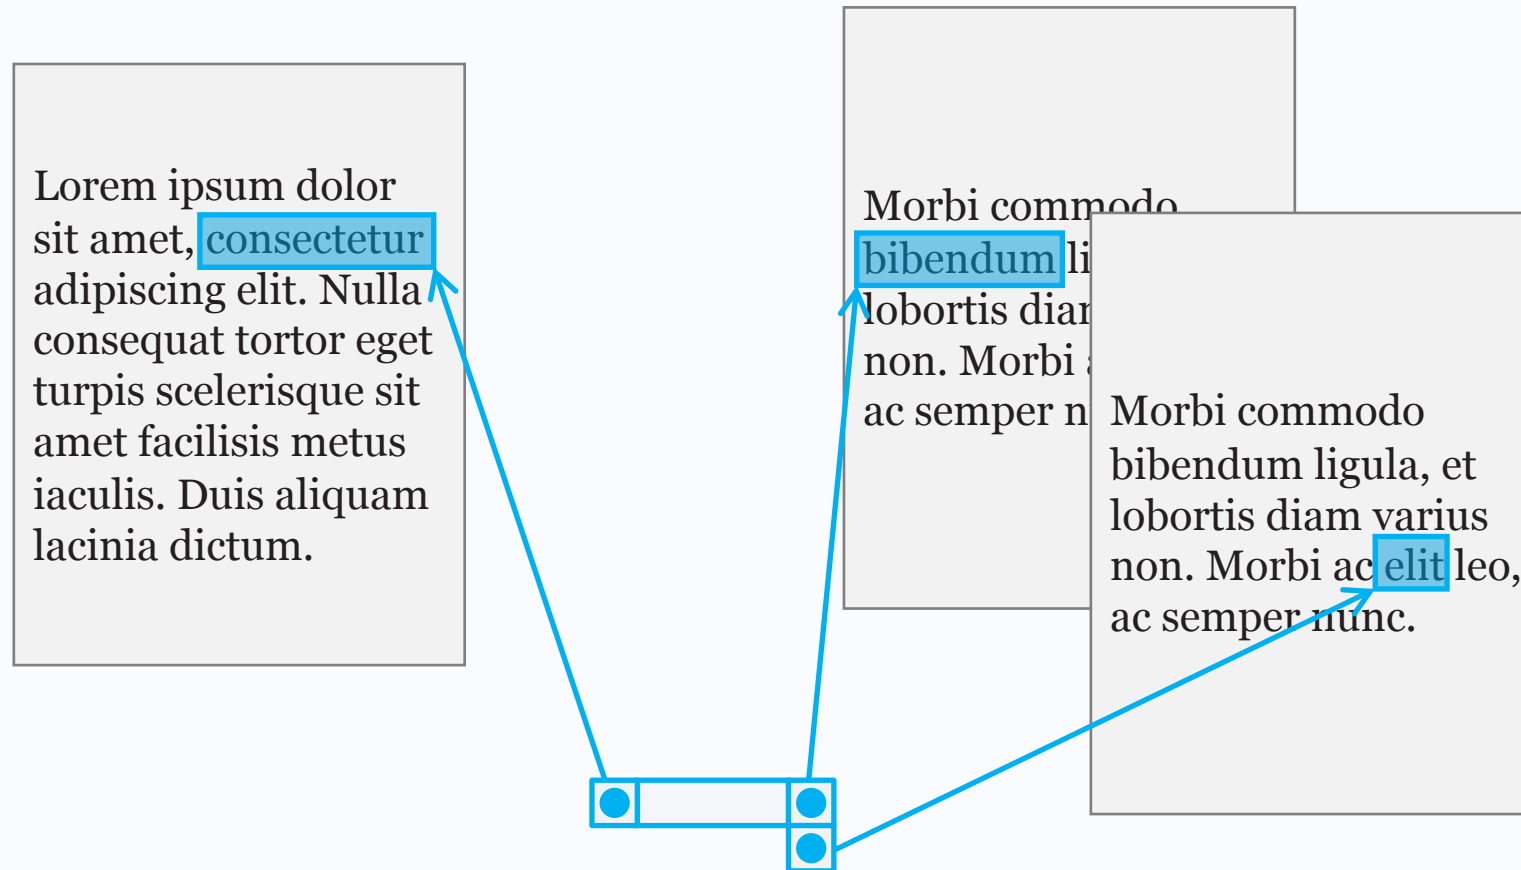 Lorem ipsum dolor
sit amet, consectetur
adipiscing elit. Nulla
consequat tortor eget
turpis scelerisque sit
amet facilisis metus
iaculis. Duis aliquam
lacinia dictum.
Morbi commodo
bibendum
lobortis
non. Morbi
ac semper
Morbi commodo
bibendum ligula, et
lobortis diam varius
non. Morbi ac elit leo,
ac semper nunc.